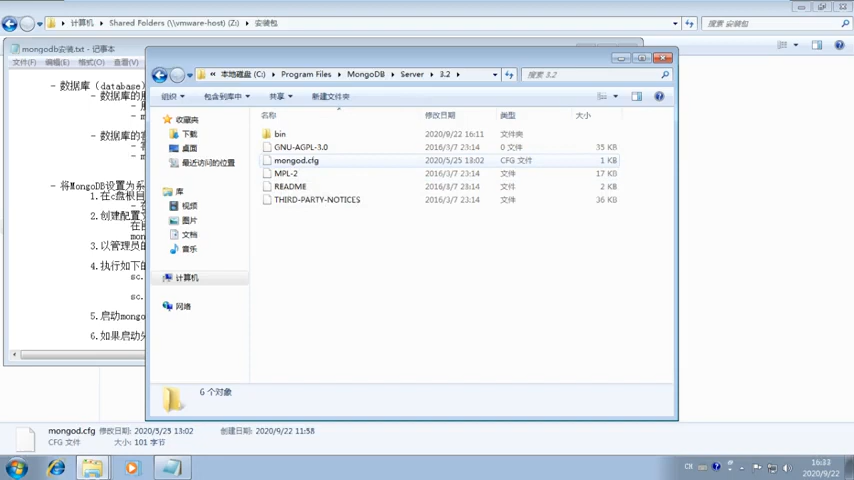 计算机 ▸ Shared Folders (\\vmware-host) (Z:) ▸ 安装包
搜索 安装包
mongodb安装.txt - 记事本
文件(F) 编辑(E) 格式(O) 查看(V)
- 数据库（database）
- 数据库的
- 数据库的
- 将MongoDB设置为系
1.在c盘根目
2.创建配置文
3.以管理员的
4.执行如下的
sc.
sc.
5.启动mongo
6.如果启动失
本地磁盘 (C:) ▸ Program Files ▸ MongoDB ▸ Server ▸ 3.2 ▸
搜索 3.2
组织 包含到库中 共享 新建文件夹
收藏夹
下载
桌面
最近访问的位置
库
视频
图片
文档
音乐
计算机
网络
名称 修改日期 类型 大小
bin 2020/9/22 16:11 文件夹
GNU-AGPL-3.0 2016/3/7 23:14 0 文件 35 KB
mongod.cfg 2020/5/25 13:02 CFG 文件 1 KB
MPL-2 2016/3/7 23:14 文件 17 KB
README 2016/3/7 23:14 文件 2 KB
THIRD-PARTY-NOTICES 2016/3/7 23:14 文件 36 KB
6 个对象
mongod.cfg 修改日期: 2020/5/25 13:02 创建日期: 2020/9/22 11:58
CFG 文件 大小: 101 字节
CH
16:33
2020/9/22